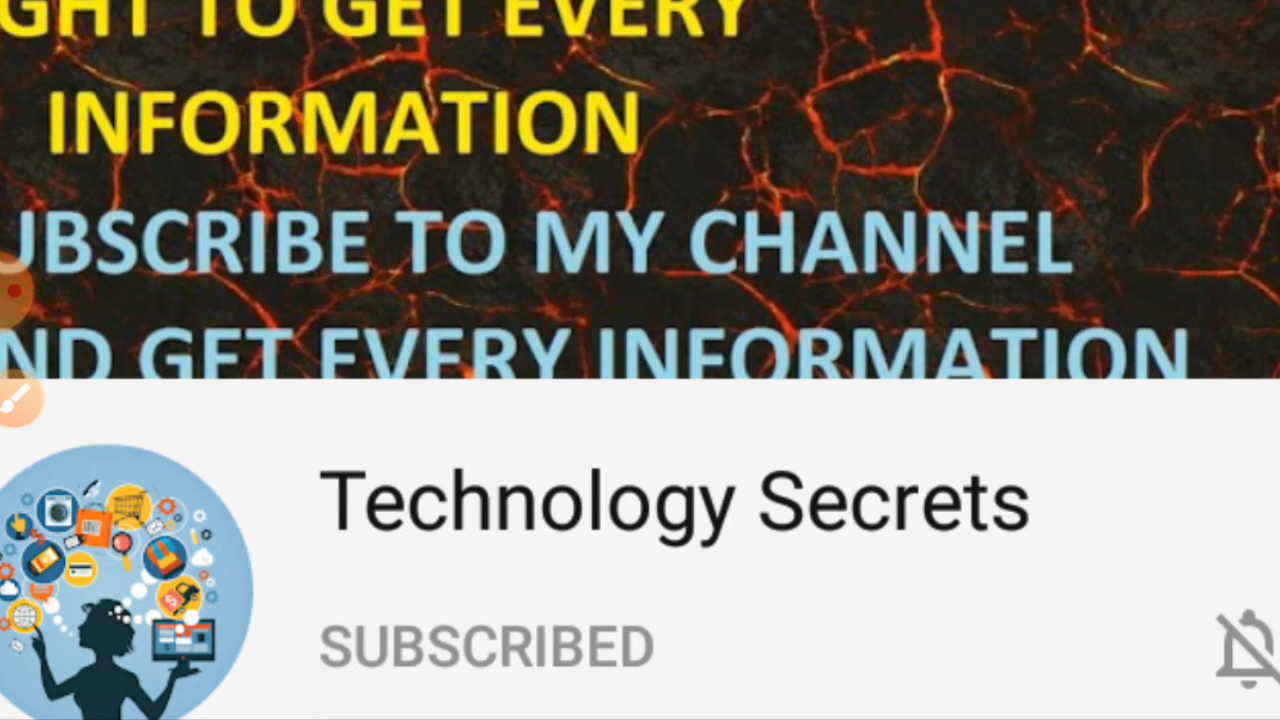 GHT TO GET EVERY
INFORMATION
UBSCRIBE TO MY CHANNEL
ND GET EVERY INFORMATION
Technology Secrets
SUBSCRIBED